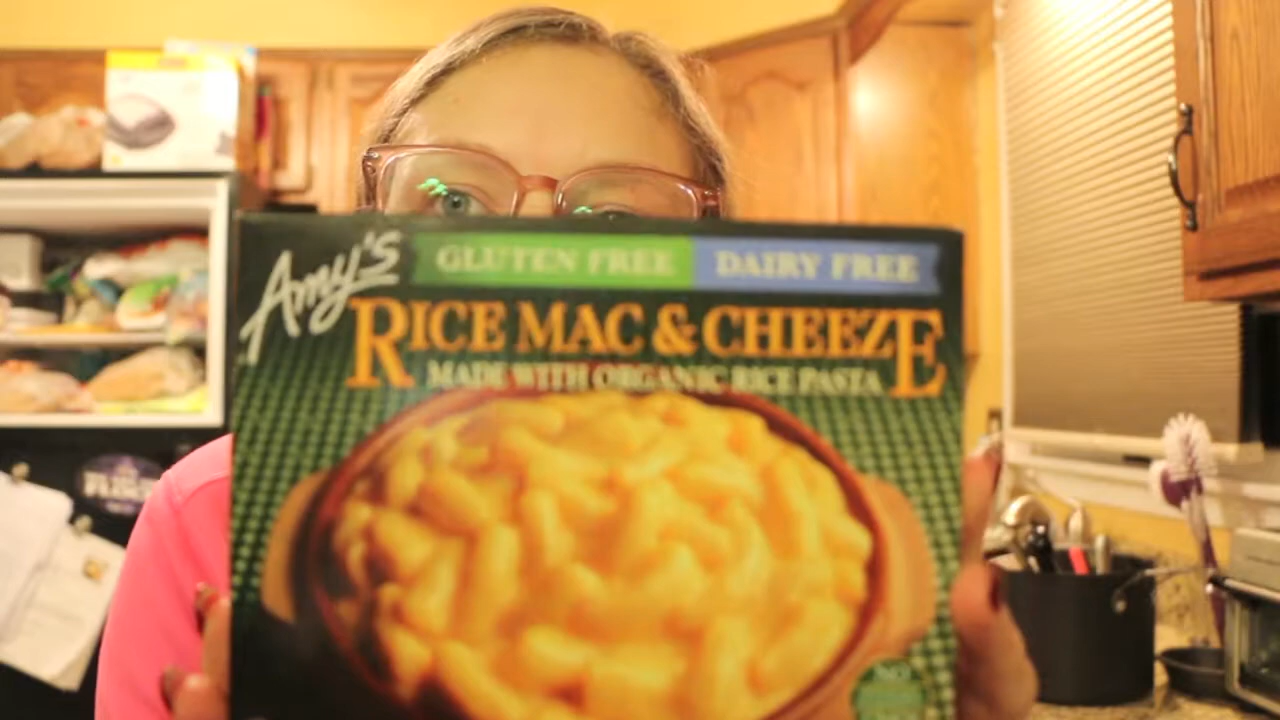 Amy's
GLUTEN FREE DAIRY FREE
RICE MAC & CHEEZE
MADE WITH ORGANIC RICE PASTA